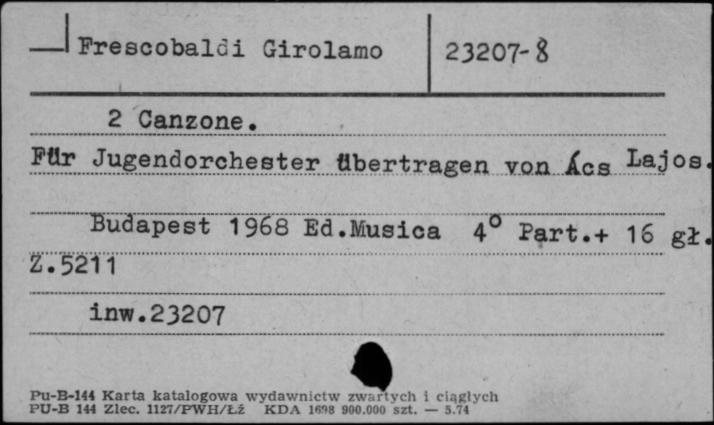 Frescobaldi Girolamo 23207-8
2 Canzone.
Für Jugendorchester übertragen von Ács Lajos.
Budapest 1968 Ed.Musica 4° Part.+ 16 gł.
Z.5211
inw.23207
Pu-B-144 Karta katalogowa wydawnictw zwartych i ciągłych
PU-B 144 Zlec. 1127/PWH/Łź KDA 1698 900.000 szt. — 5.74